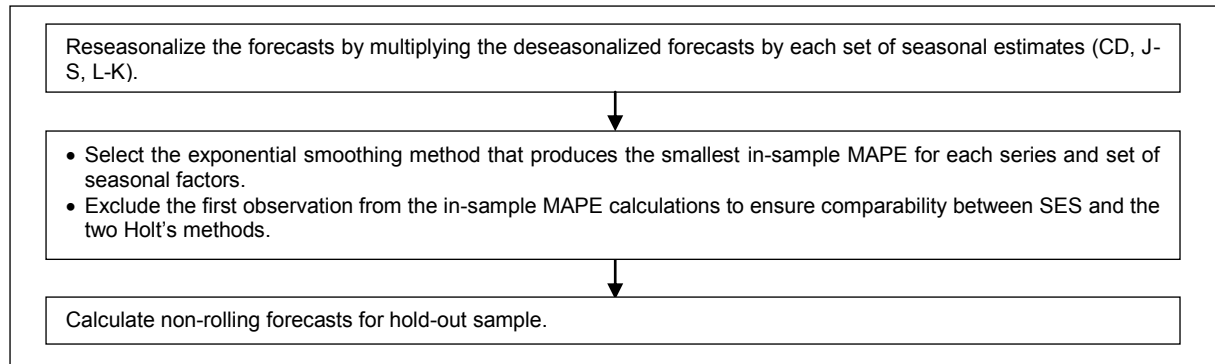 Reseasonalize the forecasts by multiplying the deseasonalized forecasts by each set of seasonal estimates (CD, J-
S, L-K).
• Select the exponential smoothing method that produces the smallest in-sample MAPE for each series and set of
seasonal factors.
• Exclude the first observation from the in-sample MAPE calculations to ensure comparability between SES and the
two Holt's methods.
Calculate non-rolling forecasts for hold-out sample.